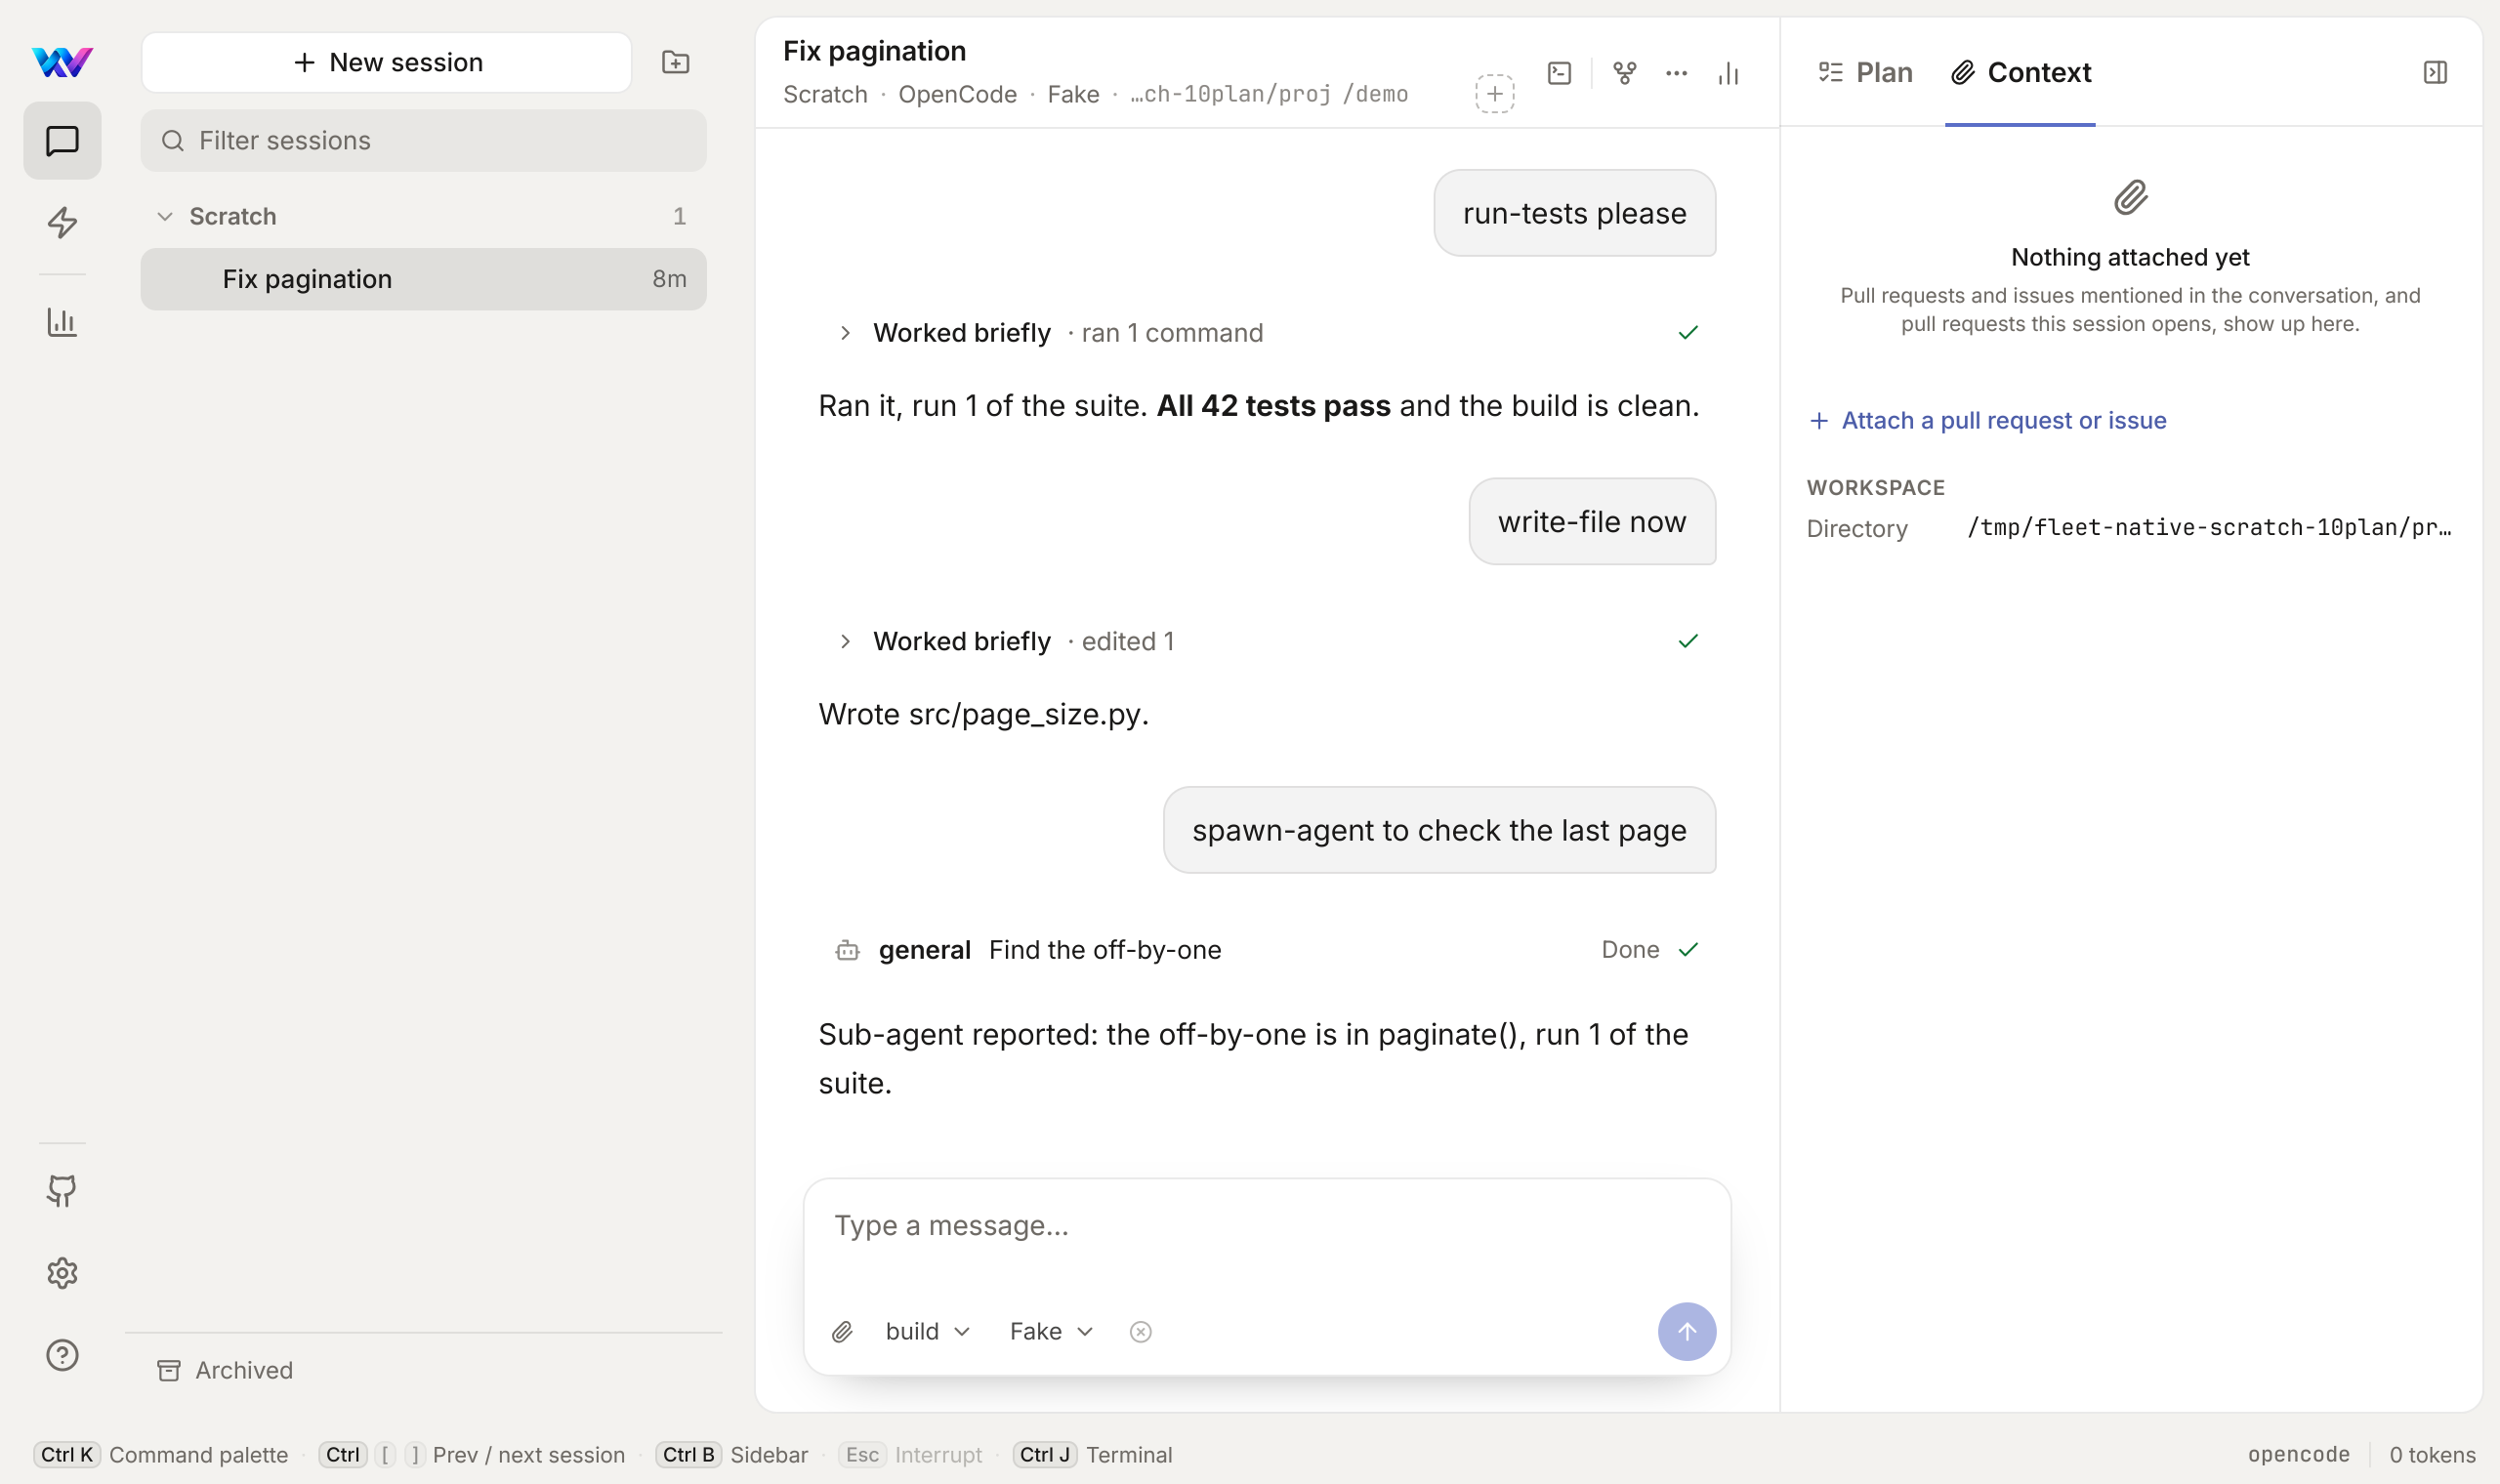 New session
Filter sessions
Scratch 1
Fix pagination 8m
Archived
Fix pagination
Scratch · OpenCode · Fake · …ch-10plan/proj /demo
run-tests please
Worked briefly · ran 1 command
Ran it, run 1 of the suite. All 42 tests pass and the build is clean.
write-file now
Worked briefly · edited 1
Wrote src/page_size.py.
spawn-agent to check the last page
general Find the off-by-one Done
Sub-agent reported: the off-by-one is in paginate(), run 1 of the
suite.
Type a message...
build Fake
Plan Context
Nothing attached yet
Pull requests and issues mentioned in the conversation, and
pull requests this session opens, show up here.
+ Attach a pull request or issue
WORKSPACE
Directory /tmp/fleet-native-scratch-10plan/pr…
Ctrl K Command palette · Ctrl [ ] Prev / next session · Ctrl B Sidebar · Esc Interrupt · Ctrl J Terminal
opencode 0 tokens